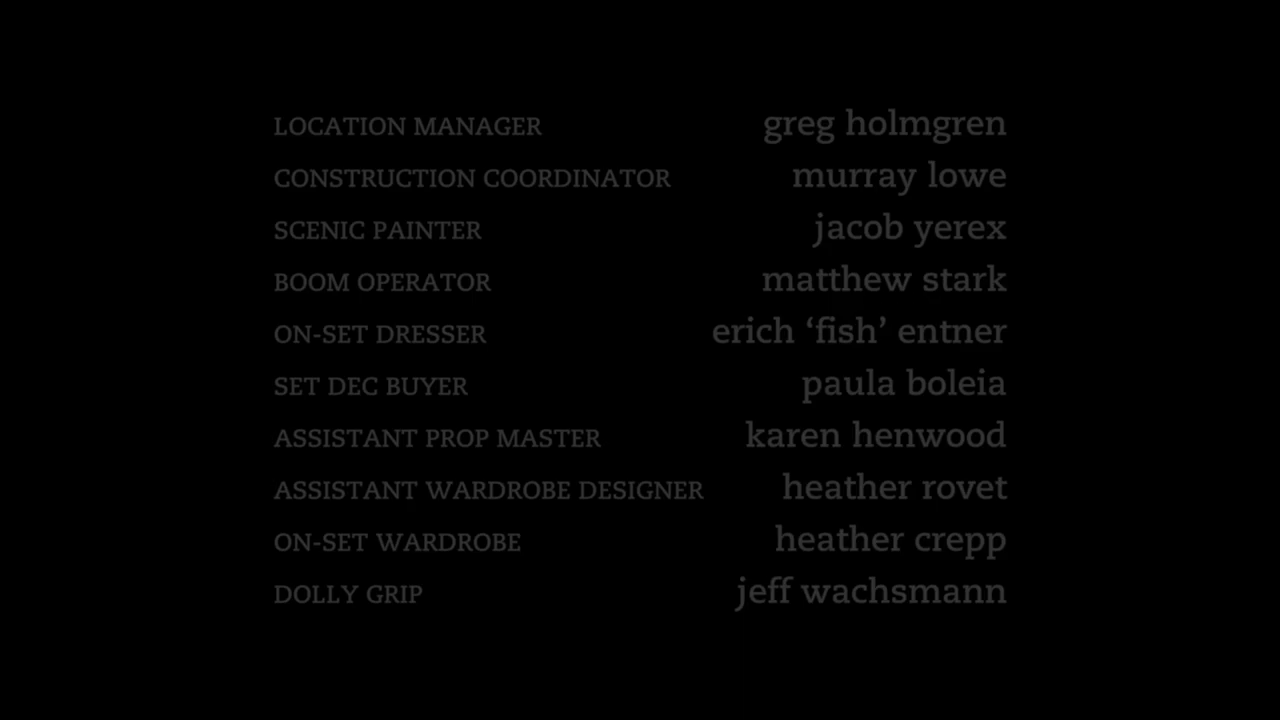 LOCATION MANAGER greg holmgren
CONSTRUCTION COORDINATOR murray lowe
SCENIC PAINTER jacob yerex
BOOM OPERATOR matthew stark
ON-SET DRESSER erich ‘fish’ entner
SET DEC BUYER paula boleia
ASSISTANT PROP MASTER karen henwood
ASSISTANT WARDROBE DESIGNER heather rovet
ON-SET WARDROBE heather crepp
DOLLY GRIP jeff wachsmann